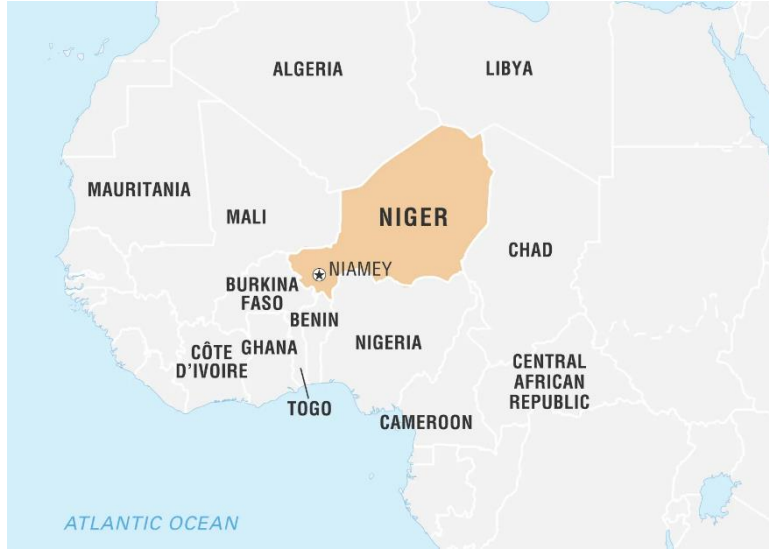 ALGERIA
LIBYA
MAURITANIA
MALI
NIGER
CHAD
NIAMEY
BURKINA
FASO
BENIN
NIGERIA
CÔTE
D'IVOIRE
GHANA
TOGO
CAMEROON
CENTRAL
AFRICAN
REPUBLIC
ATLANTIC OCEAN